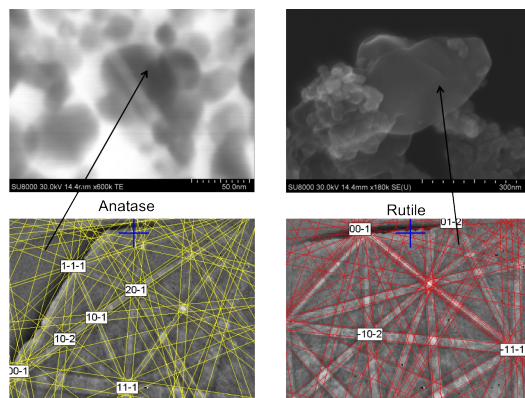 SU8000 30.0kV 14.4mm x600k TE
50.0nm
SU8000 30.0kV 14.4mm x180k SE(U)
300nm
Anatase
Rutile
1-1-1
20-1
10-1
10-2
00-1
11-1
00-1
01-2
-10-2
-11-1